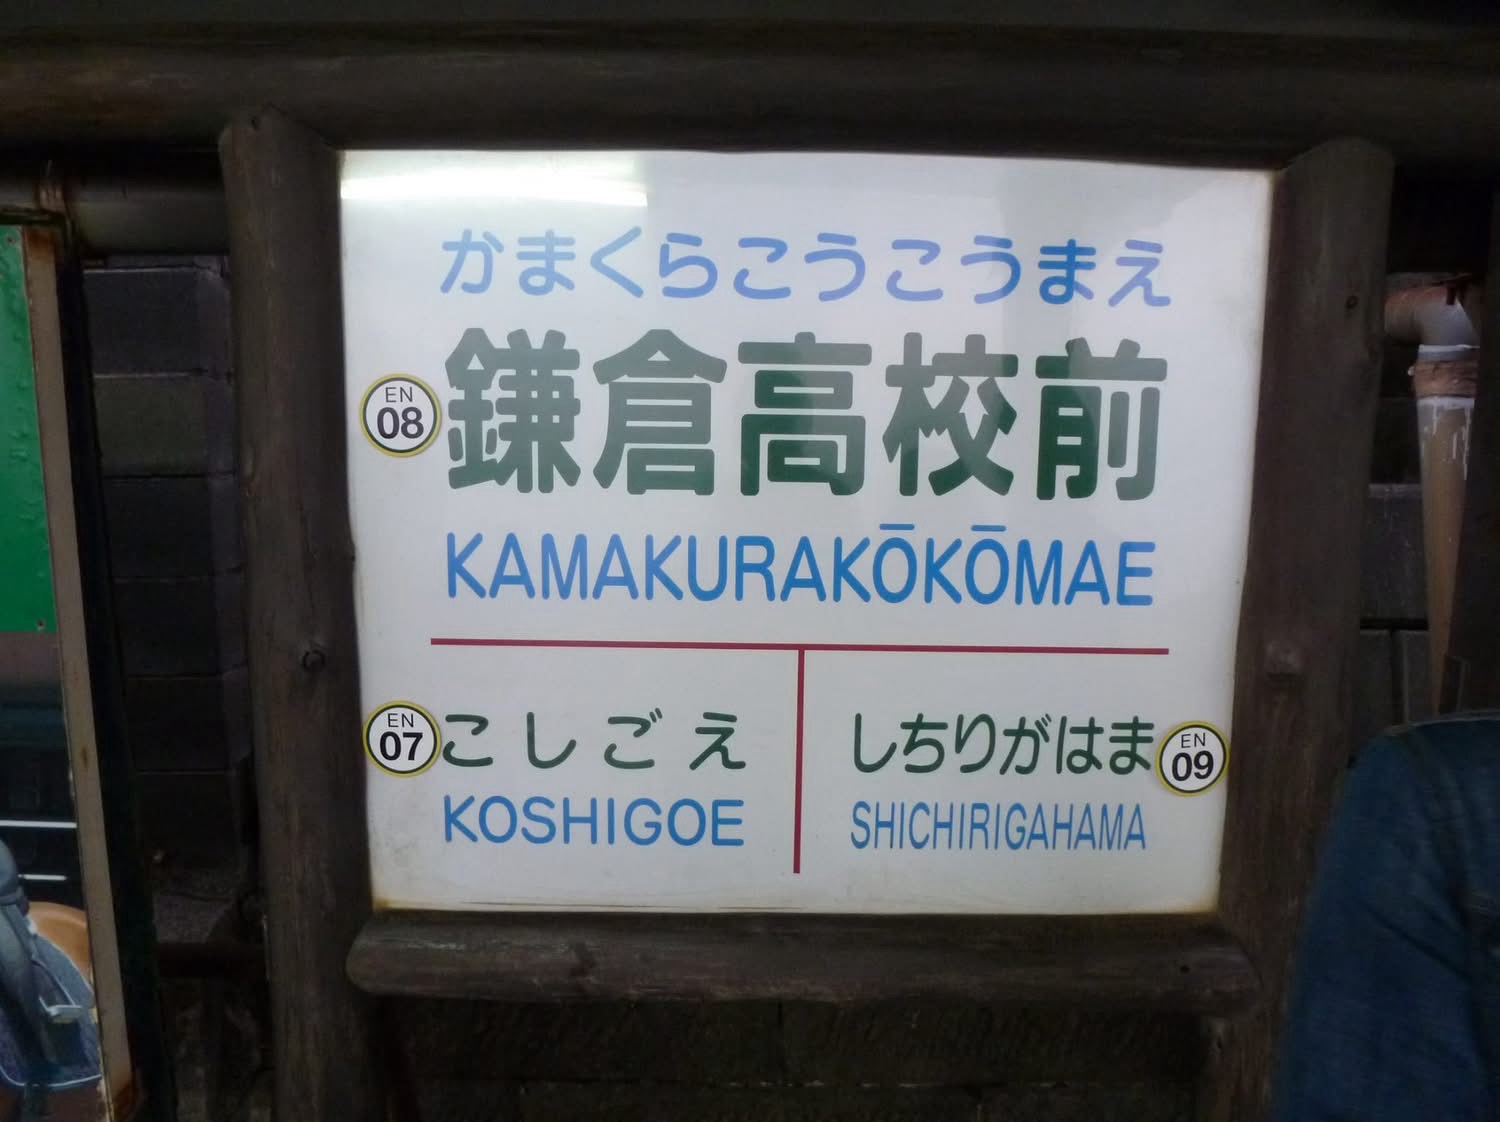 かまくらこうこうまえ
EN
08
鎌倉高校前
KAMAKURAKŌKŌMAE
EN
07
こしごえ
KOSHIGOE
しちりがはま
EN
09
SHICHIRIGAHAMA